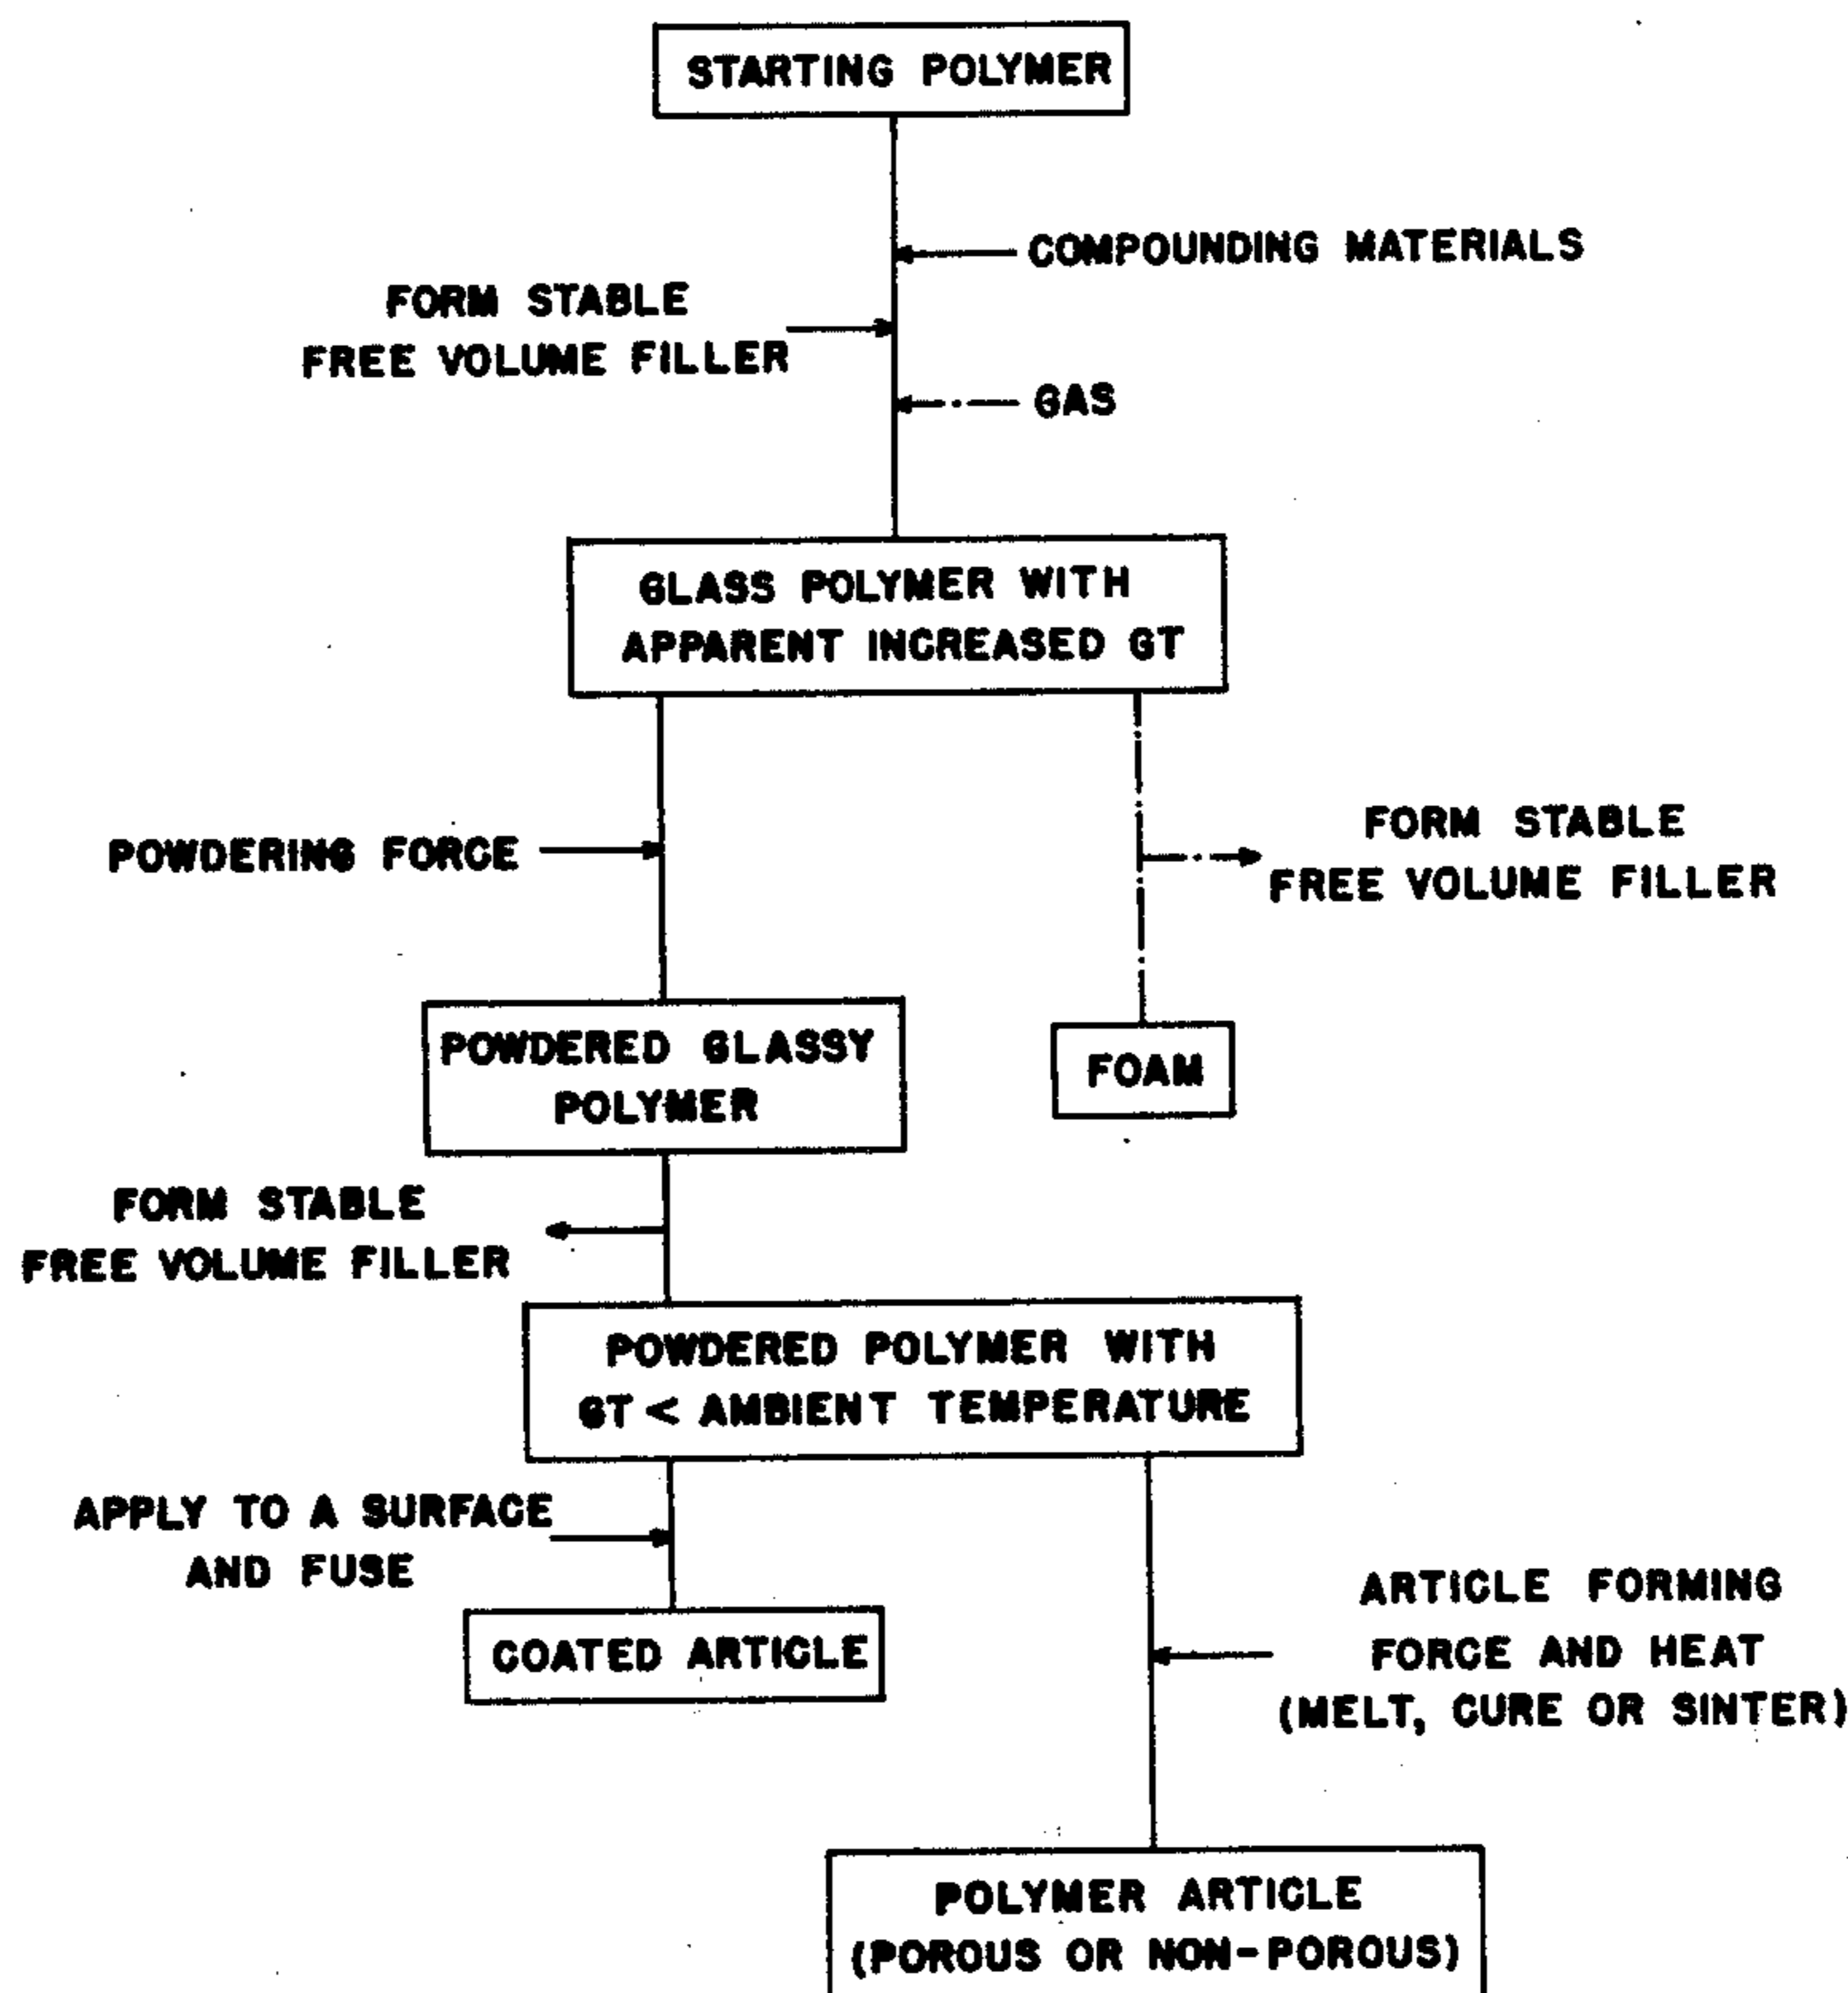 STARTING POLYMER
COMPOUNDING MATERIALS
FORM STABLE
FREE VOLUME FILLER
GAS
GLASS POLYMER WITH
APPARENT INCREASED GT
POWDERING FORCE
FORM STABLE
FREE VOLUME FILLER
POWDERED GLASSY
POLYMER
FOAM
FORM STABLE
FREE VOLUME FILLER
POWDERED POLYMER WITH
GT < AMBIENT TEMPERATURE
APPLY TO A SURFACE
AND FUSE
COATED ARTICLE
ARTICLE FORMING
FORCE AND HEAT
(MELT, CURE OR SINTER)
POLYMER ARTICLE
(POROUS OR NON-POROUS)